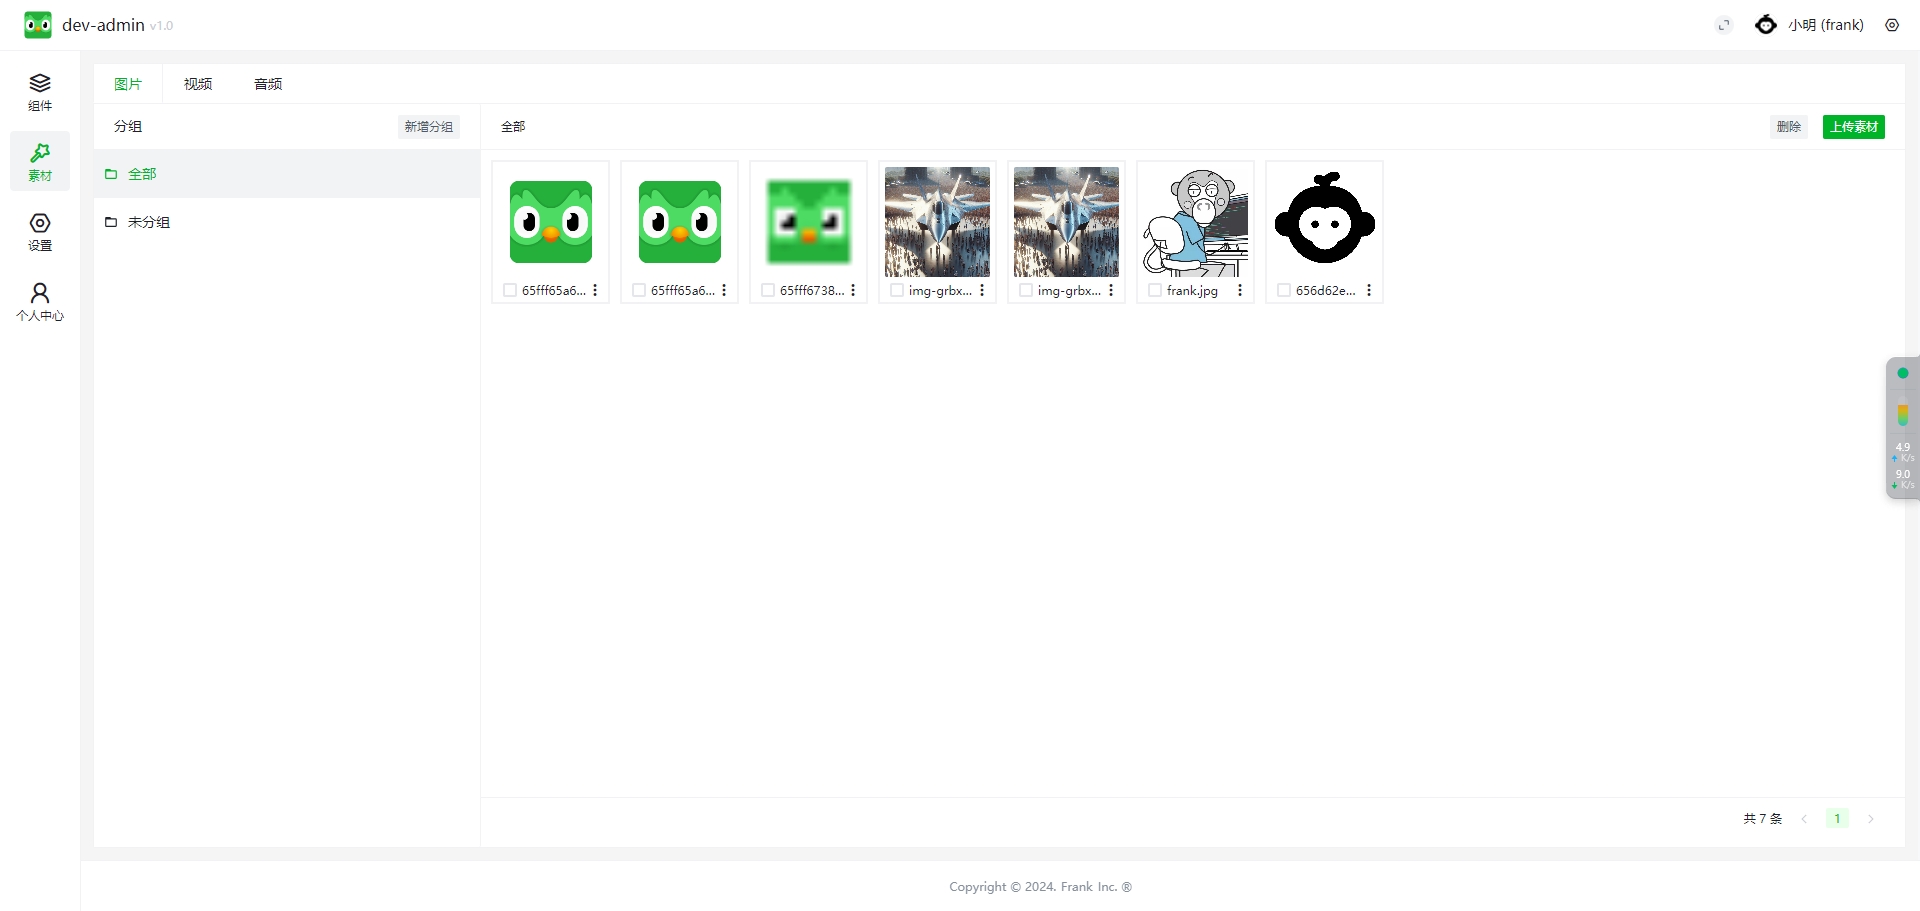 dev-admin v1.0
小明 (frank)
组件
素材
设置
个人中心
图片 视频 音频
分组 新增分组
全部
未分组
全部 删除 上传素材
65fff65a6... 65fff65a6... 65fff6738... img-grbx... img-grbx... frank.jpg 656d62e...
4.9
K/s
9.0
K/s
共 7 条 1
Copyright © 2024. Frank Inc. ®